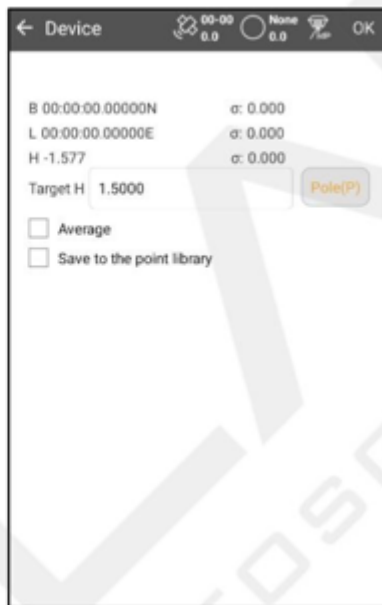 ← Device 00-00 0.0 None 0.0 OK
B 00:00:00.00000N σ: 0.000
L 00:00:00.00000E σ: 0.000
H -1.577 σ: 0.000
Target H 1.5000 Pole(P)
Average
Save to the point library